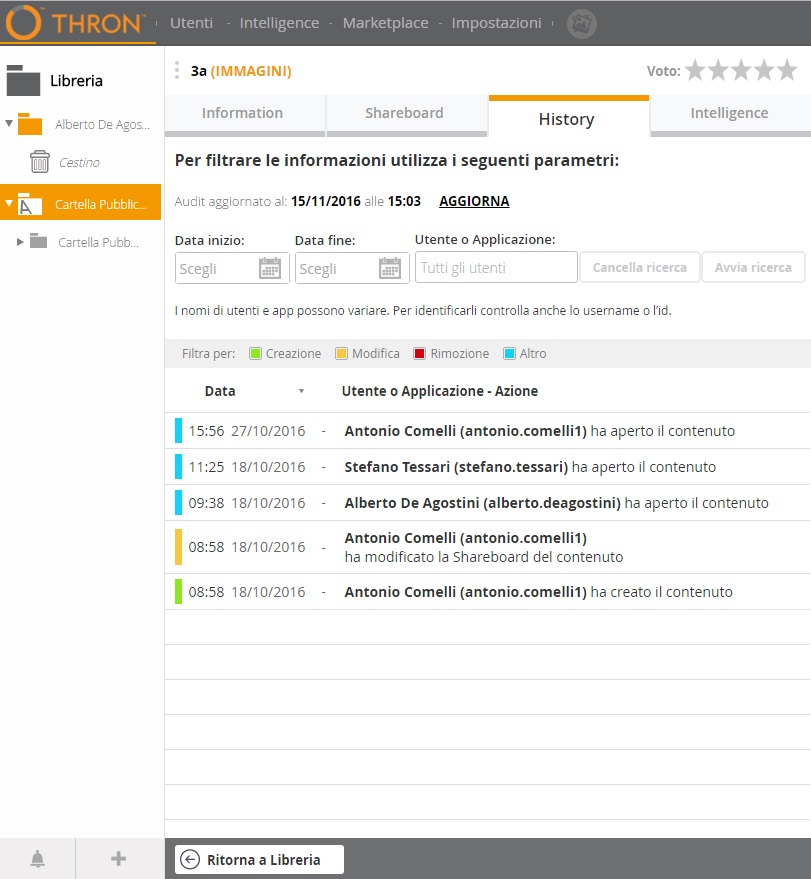 THRON™ Utenti - Intelligence - Marketplace - Impostazioni
Libreria
Alberto De Agos...
Cestino
Cartella Pubblic...
Cartella Pubb...
3a (IMMAGINI) Voto:
Information Shareboard History Intelligence
Per filtrare le informazioni utilizza i seguenti parametri:
Audit aggiornato al: 15/11/2016 alle 15:03 AGGIORNA
Data inizio: Data fine: Utente o Applicazione:
Scegli Scegli Tutti gli utenti Cancella ricerca Avvia ricerca
I nomi di utenti e app possono variare. Per identificarli controlla anche lo username o l'id.
Filtra per: Creazione Modifica Rimozione Altro
Data Utente o Applicazione - Azione
15:56 27/10/2016 - Antonio Comelli (antonio.comelli1) ha aperto il contenuto
11:25 18/10/2016 - Stefano Tessari (stefano.tessari) ha aperto il contenuto
09:38 18/10/2016 - Alberto De Agostini (alberto.deagostini) ha aperto il contenuto
08:58 18/10/2016 - Antonio Comelli (antonio.comelli1)
ha modificato la Shareboard del contenuto
08:58 18/10/2016 - Antonio Comelli (antonio.comelli1) ha creato il contenuto
Ritorna a Libreria